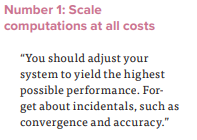 Number 1: Scale
computations at all costs
“You should adjust your
system to yield the highest
possible performance. For-
get about incidentals, such as
convergence and accuracy.”